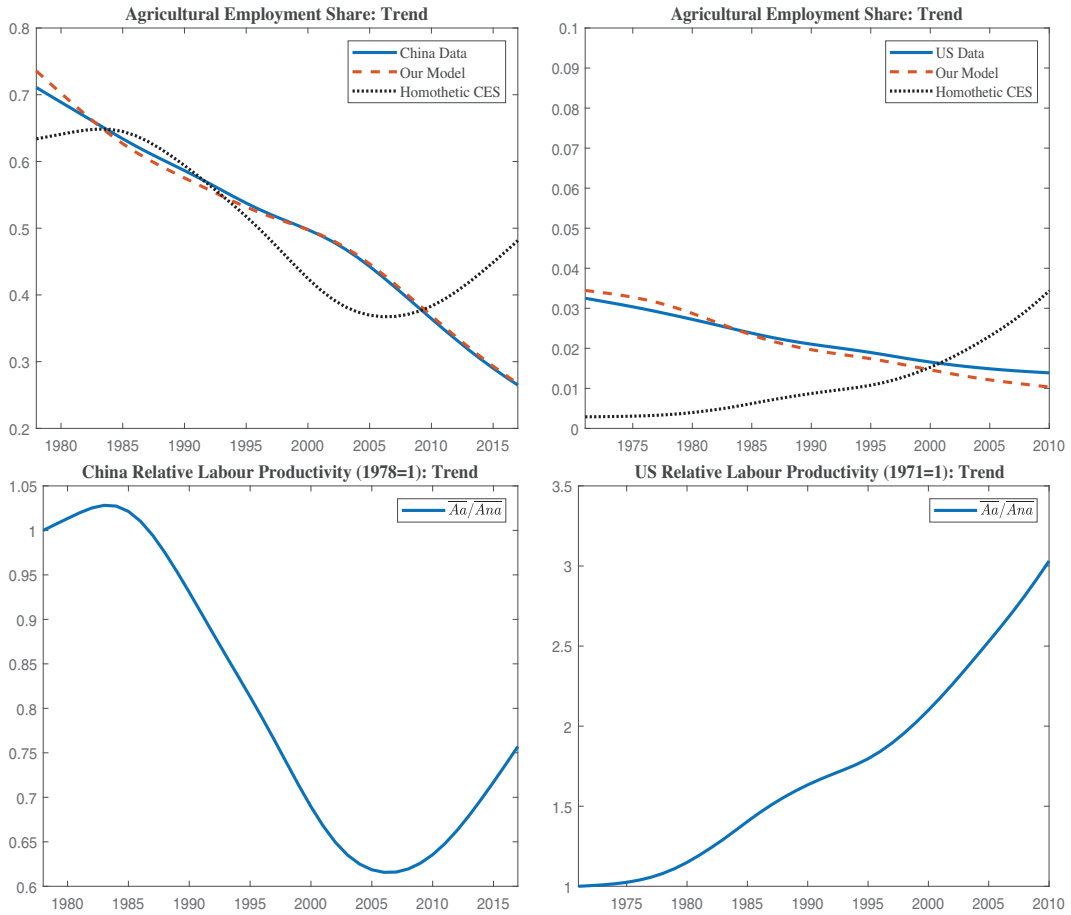 Agricultural Employment Share: Trend
0.8
0.7
0.6
0.5
0.4
0.3
0.2
China Data
Our Model
Homothetic CES
1980 1985 1990 1995 2000 2005 2010 2015
Agricultural Employment Share: Trend
0.1
0.09
0.08
0.07
0.06
0.05
0.04
0.03
0.02
0.01
0
US Data
Our Model
Homothetic CES
1975 1980 1985 1990 1995 2000 2005 2010
China Relative Labour Productivity (1978=1): Trend
1.05
1
0.95
0.9
0.85
0.8
0.75
0.7
0.65
0.6
Aa/Ana
1980 1985 1990 1995 2000 2005 2010 2015
US Relative Labour Productivity (1971=1): Trend
3.5
3
2.5
2
1.5
1
Aa/Ana
1975 1980 1985 1990 1995 2000 2005 2010